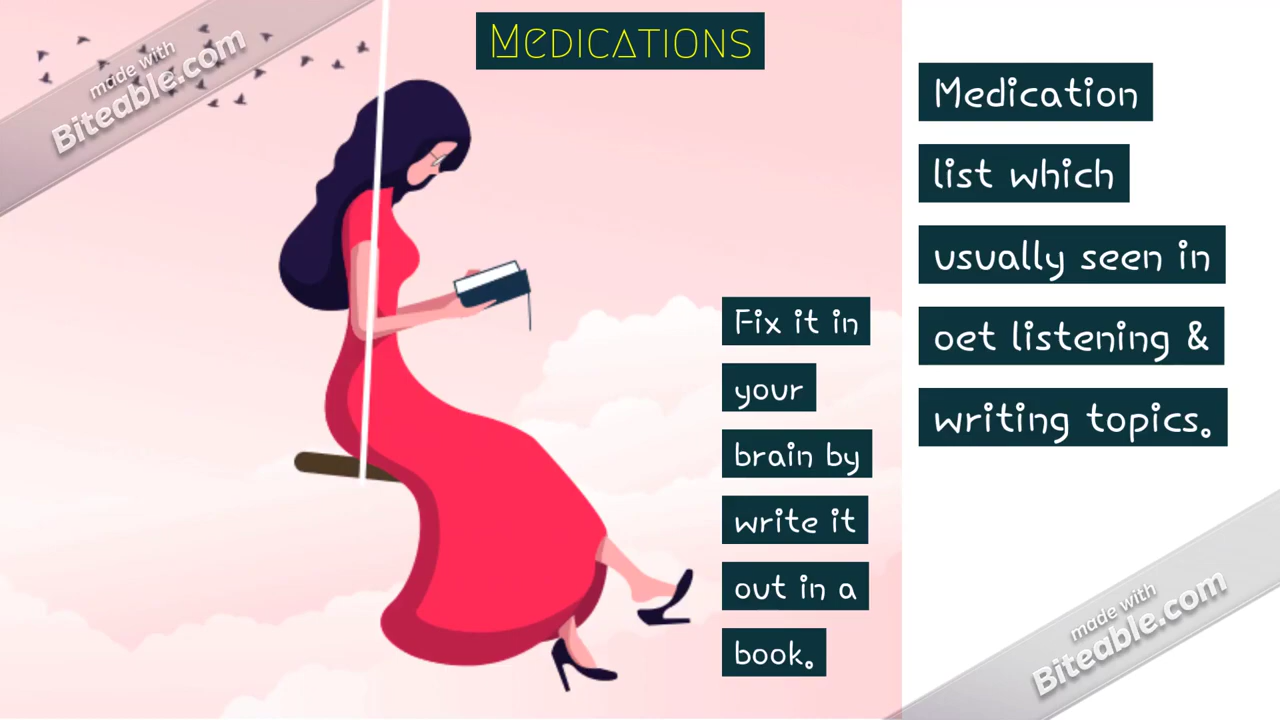 made with
Biteable.com
MEDICATIONS
Medication
list which
usually seen in
oet listening &
writing topics.
Fix it in
your
brain by
write it
out in a
book.
made with
Biteable.com